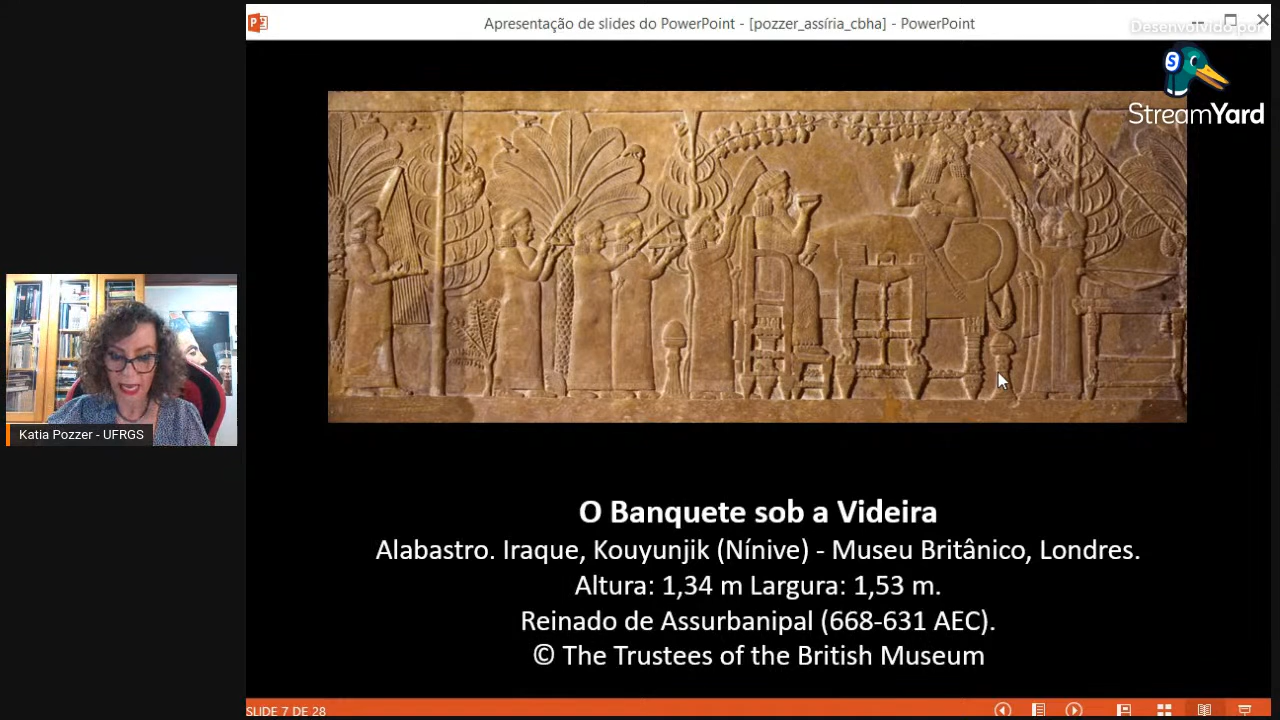 Apresentação de slides do PowerPoint - [pozzer_assíria_cbha] - PowerPoint
Desenvolvido por
StreamYard
Katia Pozzer - UFRGS
O Banquete sob a Videira
Alabastro. Iraque, Kouyunjik (Nínive) - Museu Britânico, Londres.
Altura: 1,34 m Largura: 1,53 m.
Reinado de Assurbanipal (668-631 AEC).
© The Trustees of the British Museum
SLIDE 7 DE 28